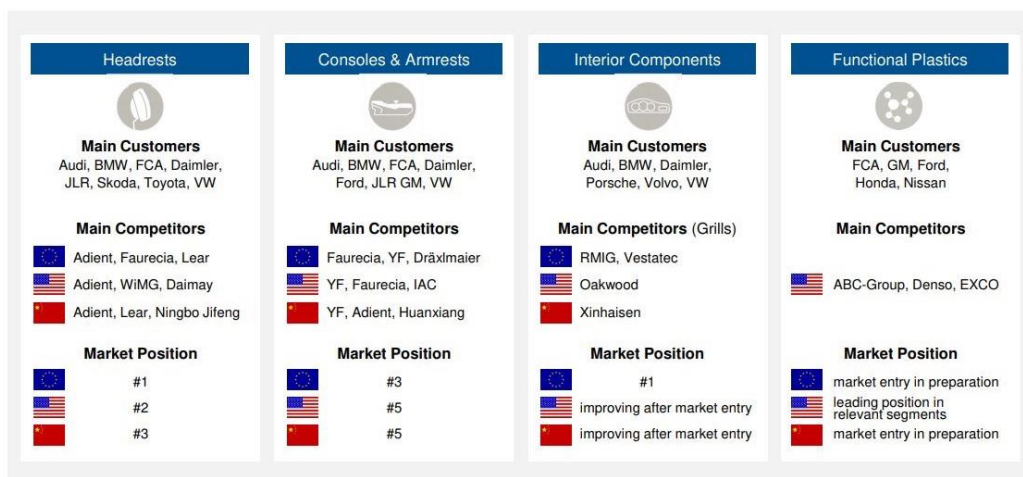 Headrests
Main Customers
Audi, BMW, FCA, Daimler,
JLR, Skoda, Toyota, VW
Main Competitors
Adient, Faurecia, Lear
Adient, WiMG, Daimay
Adient, Lear, Ningbo Jifeng
Market Position
#1
#2
#3
Consoles & Armrests
Main Customers
Audi, BMW, FCA, Daimler,
Ford, JLR GM, VW
Main Competitors
Faurecia, YF, Dräxlmaier
YF, Faurecia, IAC
YF, Adient, Huanxiang
Market Position
#3
#5
#5
Interior Components
Main Customers
Audi, BMW, Daimler,
Porsche, Volvo, VW
Main Competitors (Grills)
RMIG, Vestatec
Oakwood
Xinhaisen
Market Position
#1
improving after market entry
improving after market entry
Functional Plastics
Main Customers
FCA, GM, Ford,
Honda, Nissan
Main Competitors
ABC-Group, Denso, EXCO
Market Position
market entry in preparation
leading position in
relevant segments
market entry in preparation